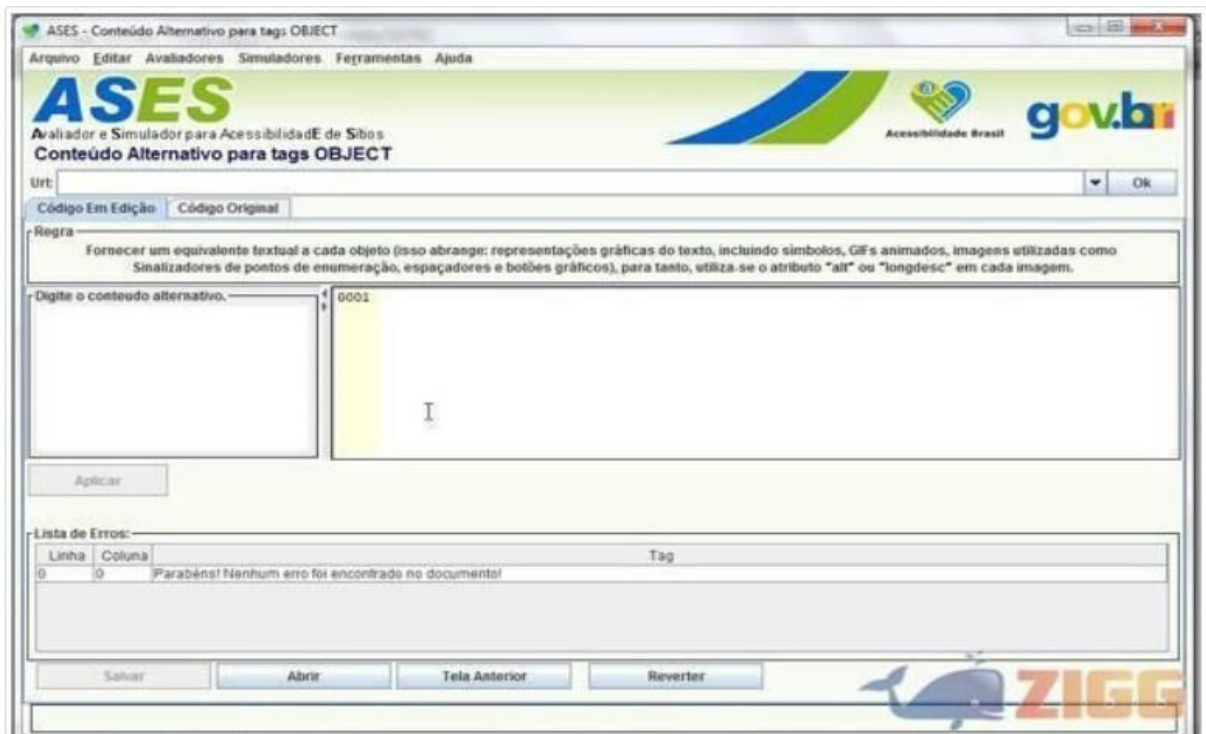 ASES - Conteúdo Alternativo para tags OBJECT
Arquivo Editar Avaliadores Simuladores Ferramentas Ajuda
ASES
Avaliador e Simulador para AcessibilidadE de Sítios
Conteúdo Alternativo para tags OBJECT
Acessibilidade Brasil
gov.br
Url:
Ok
Código Em Edição Código Original
Regra
Fornecer um equivalente textual a cada objeto (isso abrange: representações gráficas do texto, incluindo símbolos, GIFs animados, imagens utilizadas como
Sinalizadores de pontos de enumeração, espaçadores e botões gráficos), para tanto, utiliza-se o atributo "alt" ou "longdesc" em cada imagem.
Digite o conteudo alternativo.
0001
Aplicar
Lista de Erros:
Linha Coluna Tag
0 0 Parabéns! Nenhum erro foi encontrado no documento!
Salvar Abrir Tela Anterior Reverter
ZIGG